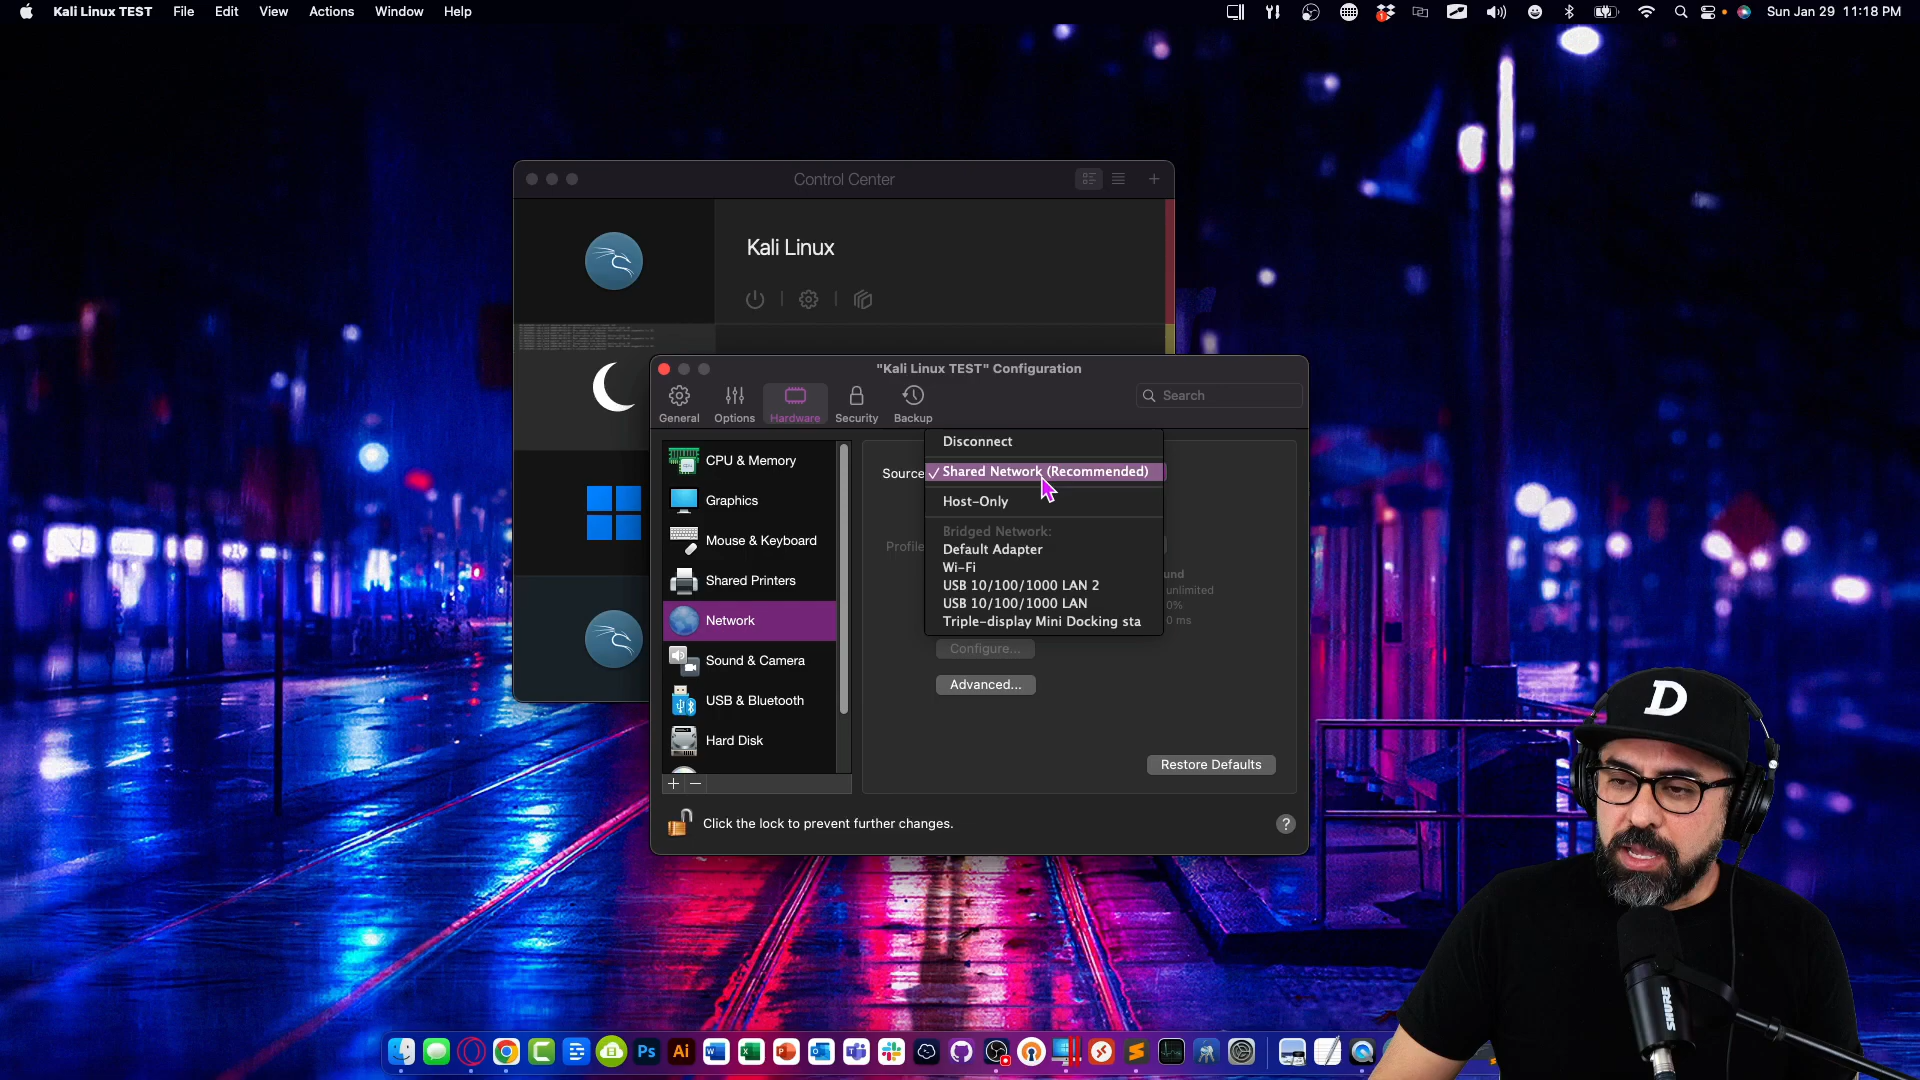 Kali Linux TEST File Edit View Actions Window Help
1
Sun Jan 29 11:18 PM
Control Center
Kali Linux
"Kali Linux TEST" Configuration
General Options Hardware Security Backup
Search
CPU & Memory
Graphics
Mouse & Keyboard
Shared Printers
Network
Sound & Camera
USB & Bluetooth
Hard Disk
Disconnect
Source
✓ Shared Network (Recommended)
Host-Only
Bridged Network:
Profile
Default Adapter
Wi-Fi
USB 10/100/1000 LAN 2
USB 10/100/1000 LAN
Triple-display Mini Docking sta
und
unlimited
0%
0 ms
Configure...
Advanced...
Restore Defaults
Click the lock to prevent further changes.
?
D
SHURE
Ps Ai